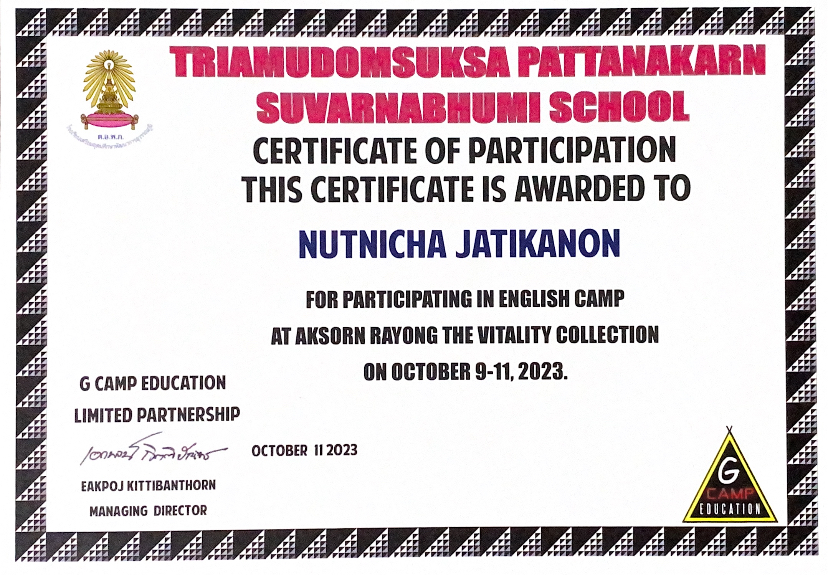 TRIAMUDOMSUKSA PATTANAKARN
SUVARNABHUMI SCHOOL
ต.อ.พ.ภ.
CERTIFICATE OF PARTICIPATION
THIS CERTIFICATE IS AWARDED TO
NUTNICHA JATIKANON
FOR PARTICIPATING IN ENGLISH CAMP
AT AKSORN RAYONG THE VITALITY COLLECTION
ON OCTOBER 9-11, 2023.
G CAMP EDUCATION
LIMITED PARTNERSHIP
OCTOBER 11 2023
EAKPOJ KITTIBANTHORN
MANAGING DIRECTOR
G
CAMP
EDUCATION